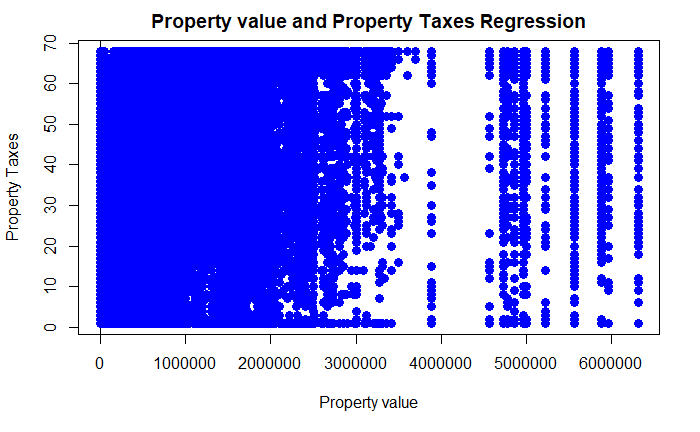 Property value and Property Taxes Regression
Property Taxes
70
60
50
40
30
20
10
0
0 1000000 2000000 3000000 4000000 5000000 6000000
Property value